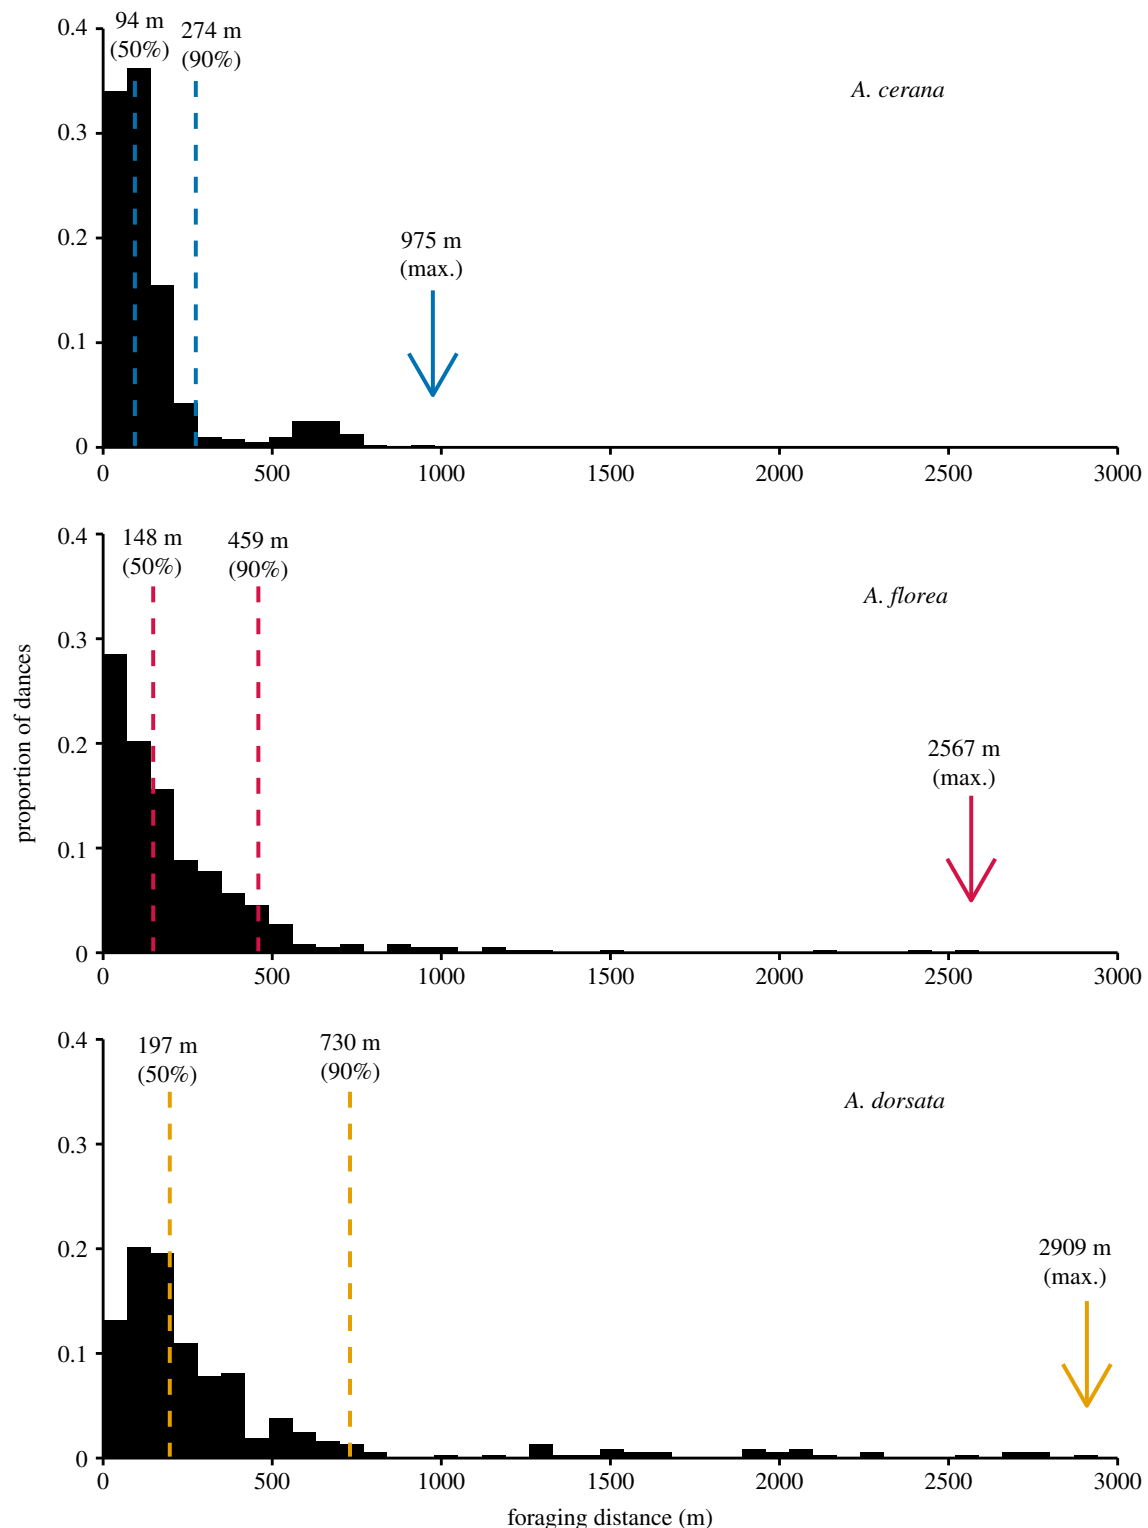 0.4
94 m
(50%)
274 m
(90%)
A. cerana
0.3
0.2
975 m
(max.)
0.1
0
0 500 1000 1500 2000 2500 3000
0.4
148 m
(50%)
459 m
(90%)
A. florea
0.3
proportion of dances
0.2
2567 m
(max.)
0.1
0
0 500 1000 1500 2000 2500 3000
0.4
197 m
(50%)
730 m
(90%)
A. dorsata
0.3
0.2
2909 m
(max.)
0.1
0
0 500 1000 1500 2000 2500 3000
foraging distance (m)